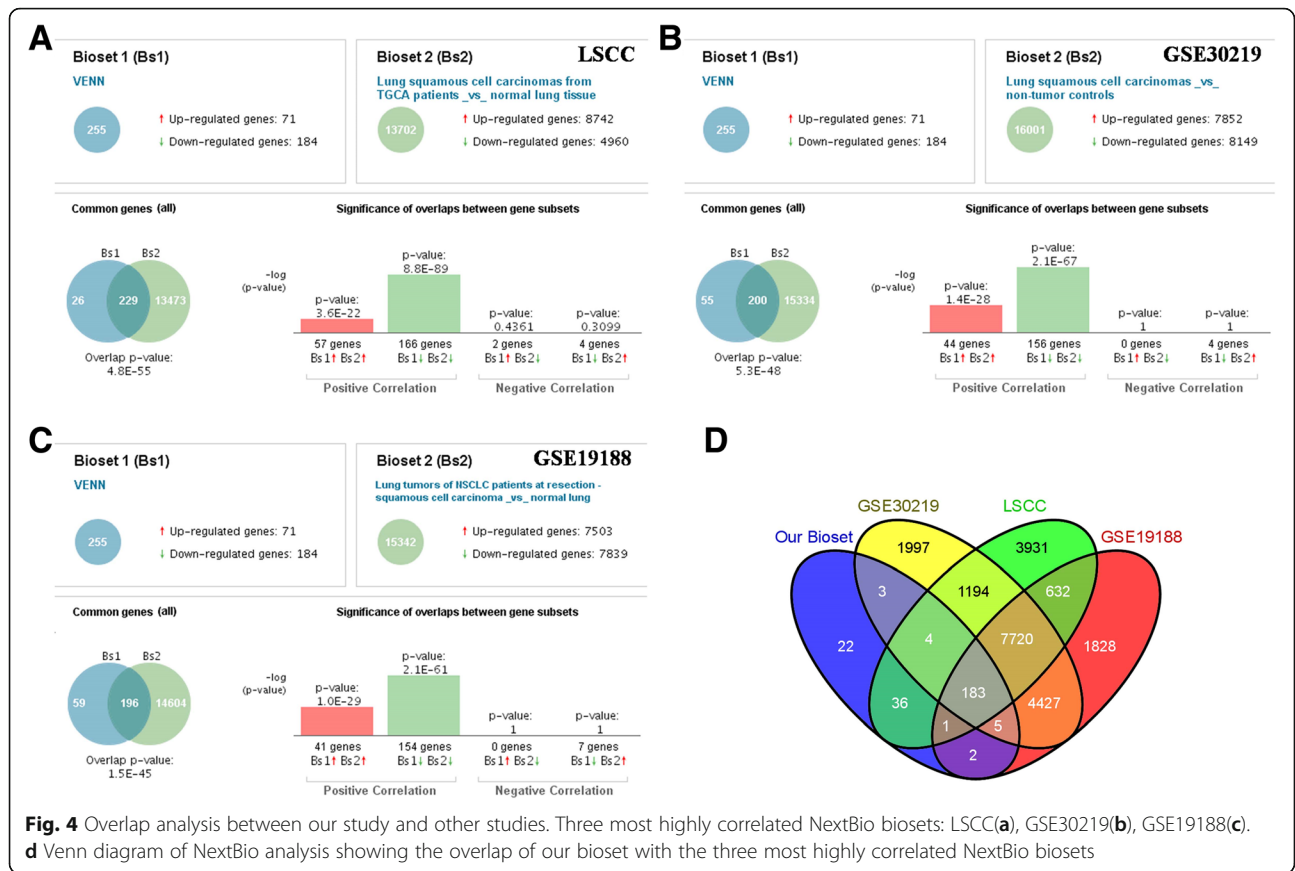 A
Bioset 1 (Bs1)
VENN
255
↑ Up-regulated genes: 71
↓ Down-regulated genes: 184
Bioset 2 (Bs2) LSCC
Lung squamous cell carcinomas from
TGCA patients _vs_ normal lung tissue
13702
↑ Up-regulated genes: 8742
↓ Down-regulated genes: 4960
Common genes (all)
Bs1 Bs2
26 229 13473
Overlap p-value:
4.8E-55
Significance of overlaps between gene subsets
-log
(p-value)
p-value:
3.6E-22
p-value:
8.8E-89
p-value:
0.4361
p-value:
0.3099
57 genes 166 genes 2 genes 4 genes
Bs1↑ Bs2↑ Bs1↓ Bs2↓ Bs1↑ Bs2↓ Bs1↓ Bs2↑
Positive Correlation Negative Correlation
B
Bioset 1 (Bs1)
VENN
255
↑ Up-regulated genes: 71
↓ Down-regulated genes: 184
Bioset 2 (Bs2) GSE30219
Lung squamous cell carcinomas _vs_
non-tumor controls
16001
↑ Up-regulated genes: 7852
↓ Down-regulated genes: 8149
Common genes (all)
Bs1 Bs2
55 200 15334
Overlap p-value:
5.3E-48
Significance of overlaps between gene subsets
-log
(p-value)
p-value:
1.4E-28
p-value:
2.1E-67
p-value:
1
p-value:
1
44 genes 156 genes 0 genes 4 genes
Bs1↑ Bs2↑ Bs1↓ Bs2↓ Bs1↑ Bs2↓ Bs1↓ Bs2↑
Positive Correlation Negative Correlation
C
Bioset 1 (Bs1)
VENN
255
↑ Up-regulated genes: 71
↓ Down-regulated genes: 184
Bioset 2 (Bs2) GSE19188
Lung tumors of NSCLC patients at resection -
squamous cell carcinoma _vs_ normal lung
15342
↑ Up-regulated genes: 7503
↓ Down-regulated genes: 7839
Common genes (all)
Bs1 Bs2
59 196 14604
Overlap p-value:
1.5E-45
Significance of overlaps between gene subsets
-log
(p-value)
p-value:
1.0E-29
p-value:
2.1E-61
p-value:
1
p-value:
1
41 genes 154 genes 0 genes 7 genes
Bs1↑ Bs2↑ Bs1↓ Bs2↓ Bs1↑ Bs2↓ Bs1↓ Bs2↑
Positive Correlation Negative Correlation
D
GSE30219 LSCC
Our Bioset GSE19188
1997 3931
3 1194 632
22 4 7720 1828
36 183 4427
1 5
2
Fig. 4 Overlap analysis between our study and other studies. Three most highly correlated NextBio biosets: LSCC(a), GSE30219(b), GSE19188(c).
d Venn diagram of NextBio analysis showing the overlap of our bioset with the three most highly correlated NextBio biosets